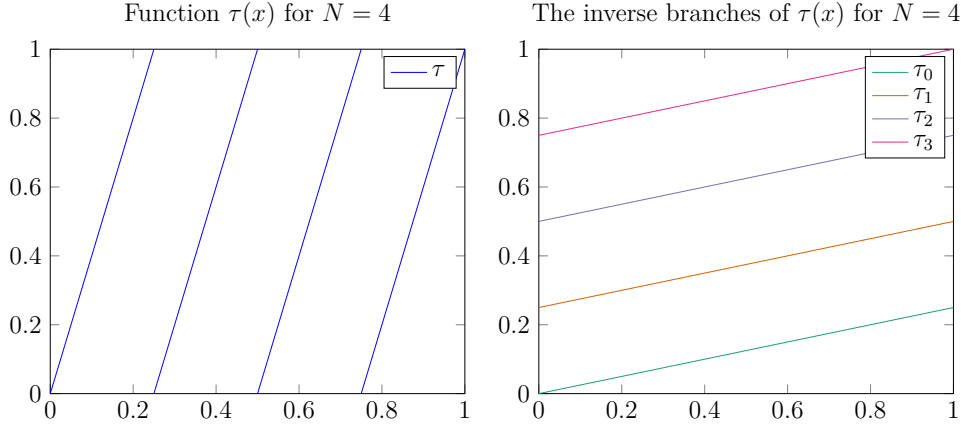 Function τ(x) for N = 4
1
0.8
0.6
0.4
0.2
0
0 0.2 0.4 0.6 0.8 1
τ
The inverse branches of τ(x) for N = 4
1
0.8
0.6
0.4
0.2
0
0 0.2 0.4 0.6 0.8 1
τ₀
τ₁
τ₂
τ₃